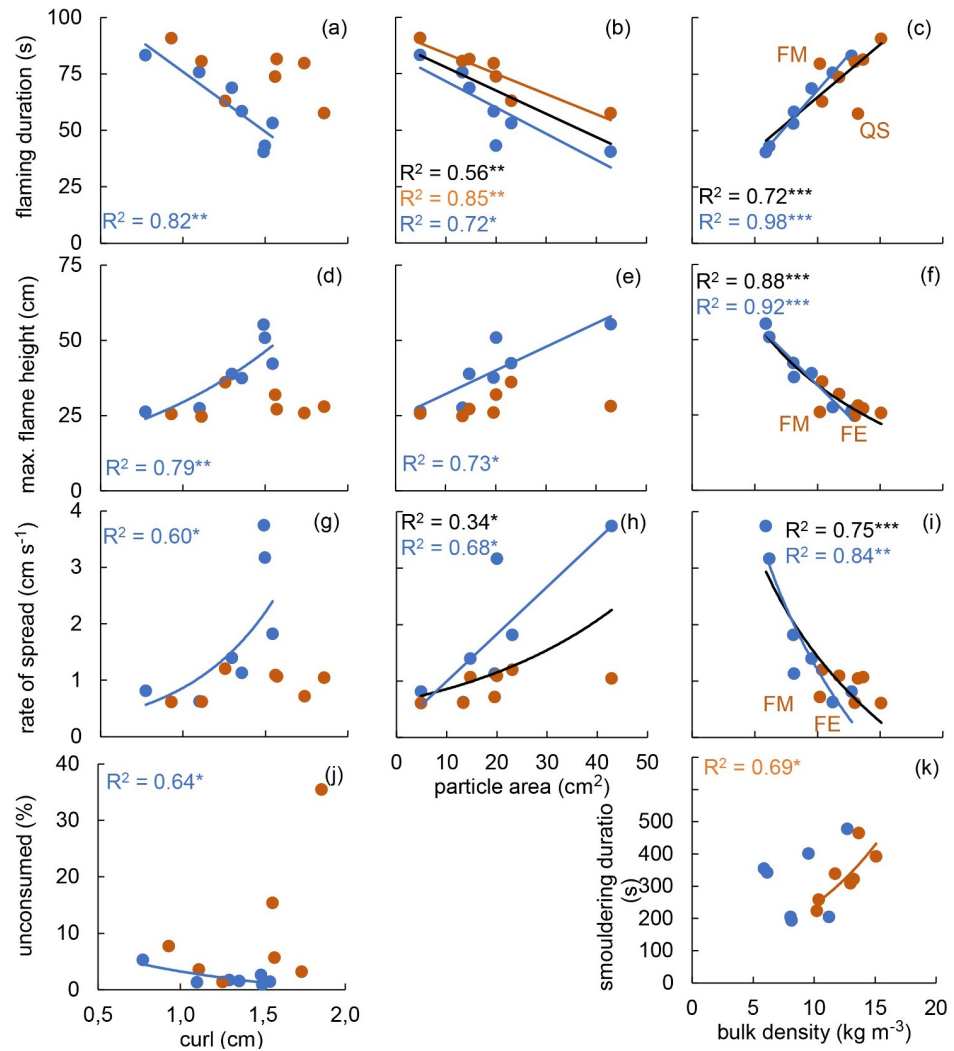 (a)
flaming duration (s)
100
75
50
25
0
R² = 0.82**
(b)
R² = 0.56**
R² = 0.85**
R² = 0.72*
(c)
FM
QS
R² = 0.72***
R² = 0.98***
(d)
max. flame height (cm)
75
50
25
0
R² = 0.79**
(e)
R² = 0.73*
(f)
R² = 0.88***
R² = 0.92***
FM
FE
(g)
rate of spread (cm s⁻¹)
4
3
2
1
0
R² = 0.60*
(h)
R² = 0.34*
R² = 0.68*
0 10 20 30 40 50
particle area (cm²)
(i)
R² = 0.75***
R² = 0.84**
FM
FE
(j)
unconsumed (%)
40
30
20
10
0
R² = 0.64*
0,5 1,0 1,5 2,0
curl (cm)
(k)
R² = 0.69*
smouldering duratio
(s)
500
400
300
200
100
0
0 5 10 15 20
bulk density (kg m⁻³)